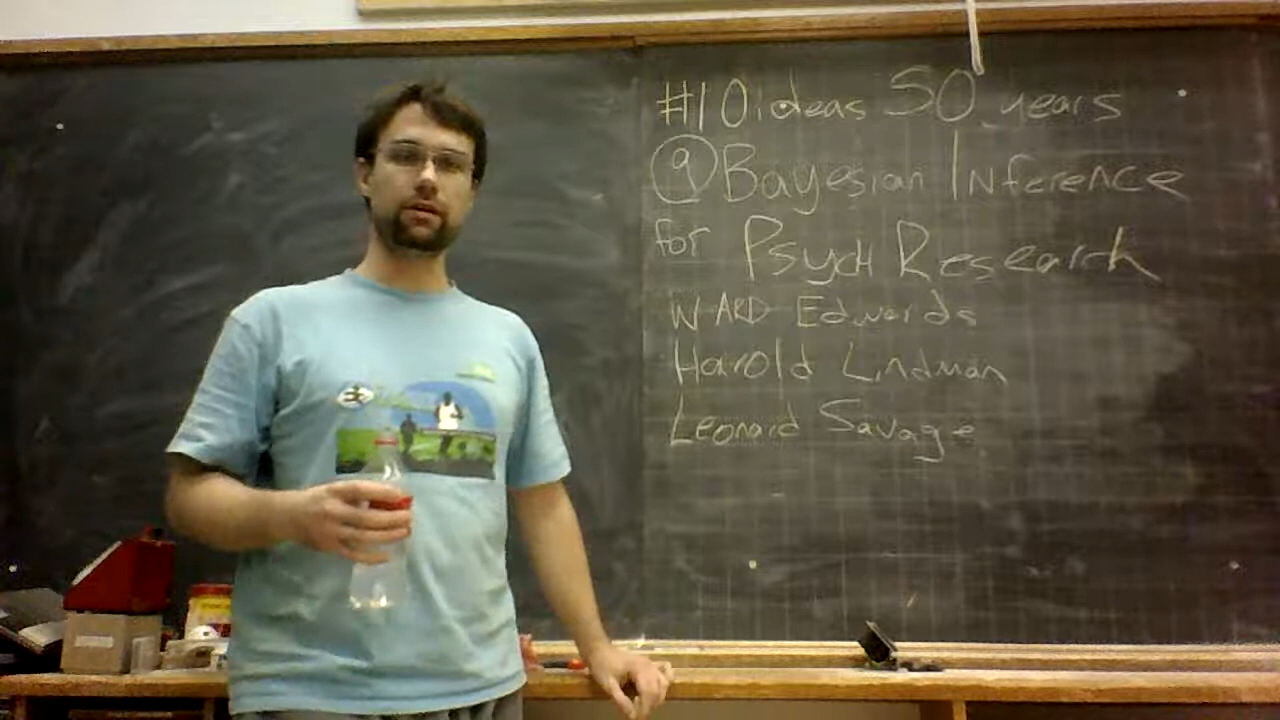 #10ideas 50 years
9 Bayesian Inference
for Psych Research
Ward Edwards
Harold Lindman
Leonard Savage